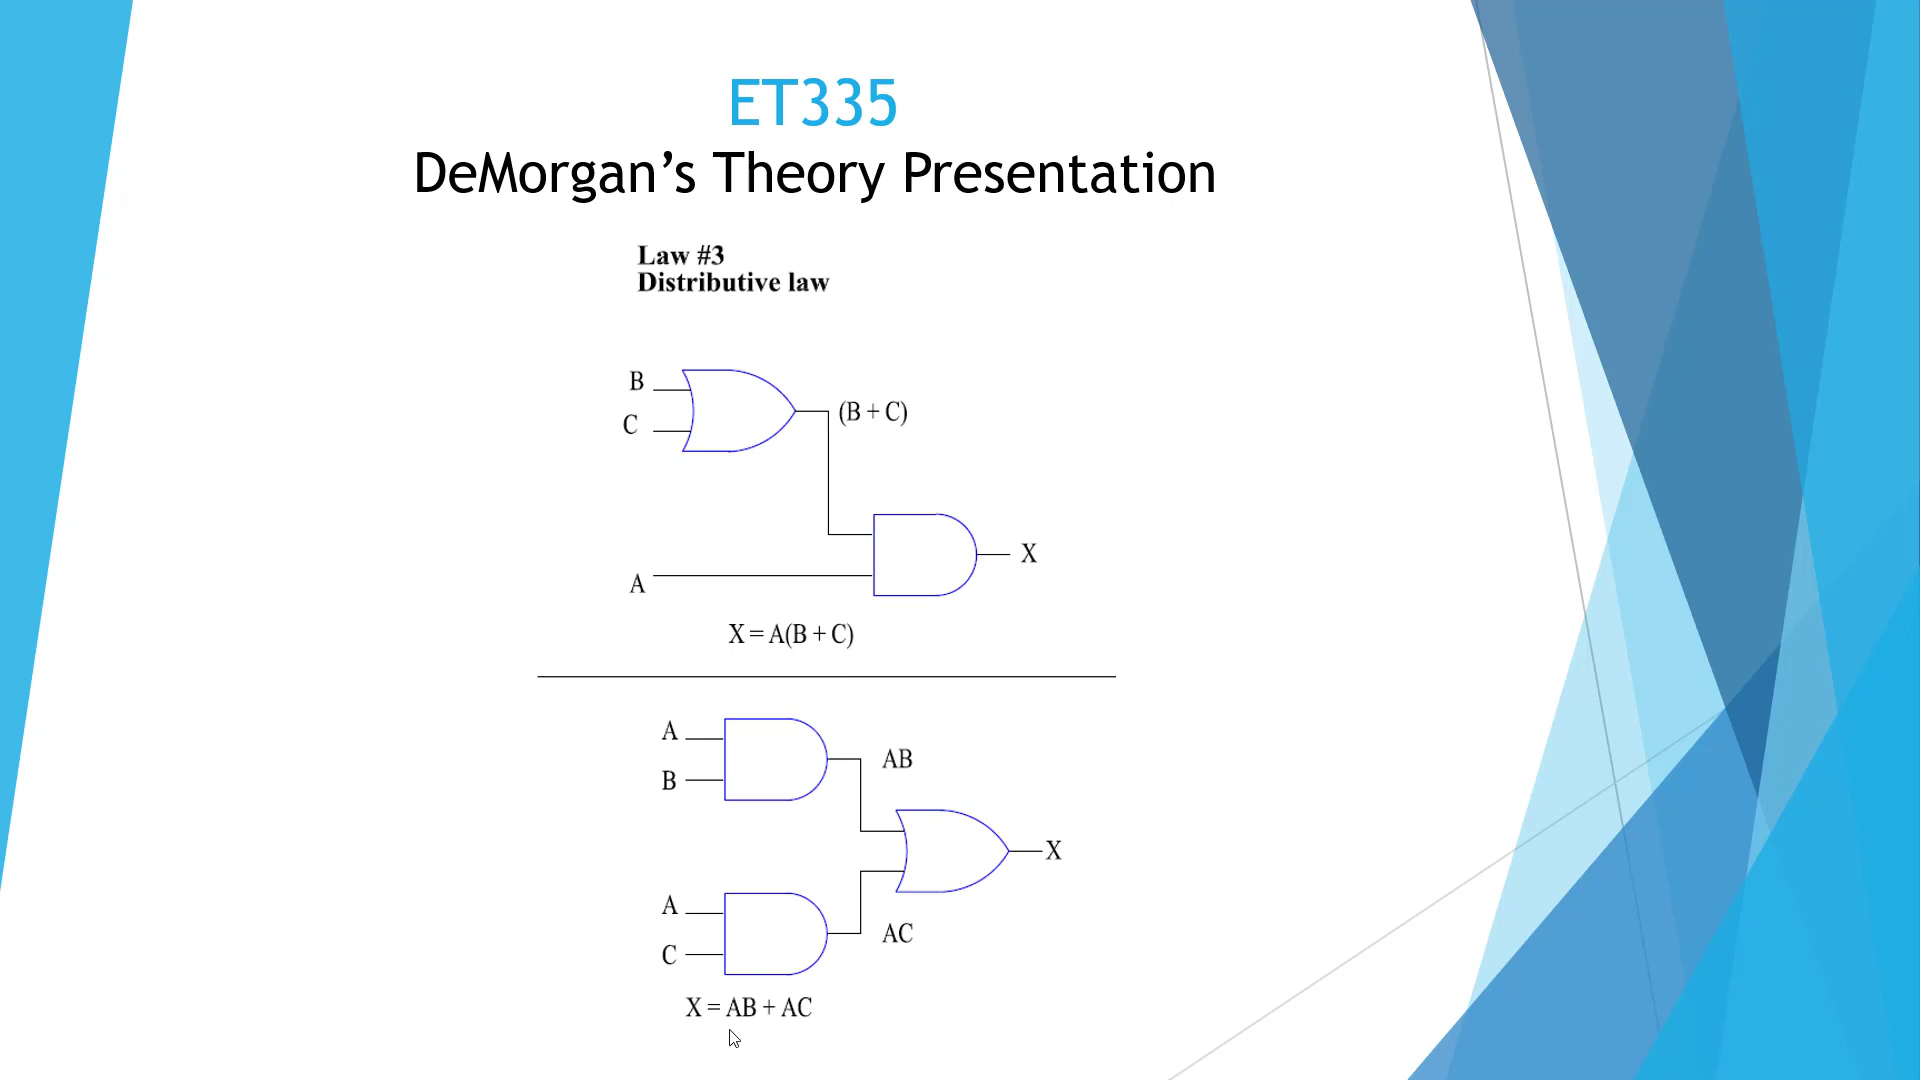 ET335
DeMorgan’s Theory Presentation
Law #3
Distributive law
B
C
(B + C)
A
X
X = A(B + C)
A
B
AB
X
A
C
AC
X = AB + AC